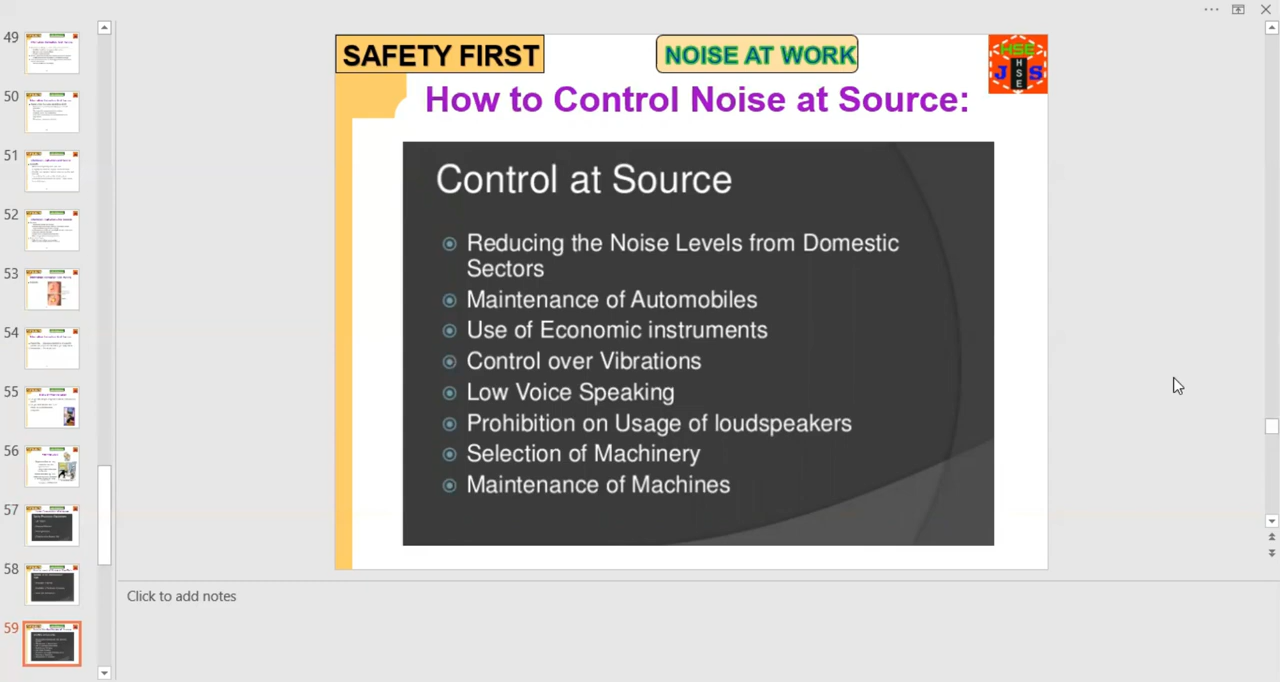 49
50
51
52
53
54
55
56
57
58
59
SAFETY FIRST
NOISE AT WORK
HSE
J HSE S
How to Control Noise at Source:
Control at Source
Reducing the Noise Levels from Domestic
Sectors
Maintenance of Automobiles
Use of Economic instruments
Control over Vibrations
Low Voice Speaking
Prohibition on Usage of loudspeakers
Selection of Machinery
Maintenance of Machines
Click to add notes